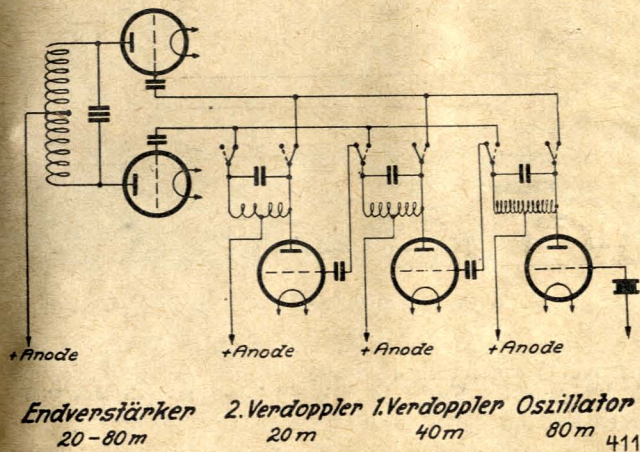 +Anode
+Anode
+Anode
+Anode
Endverstärker 2. Verdoppler 1. Verdoppler Oszillator
20-80m 20m 40m 80m
411